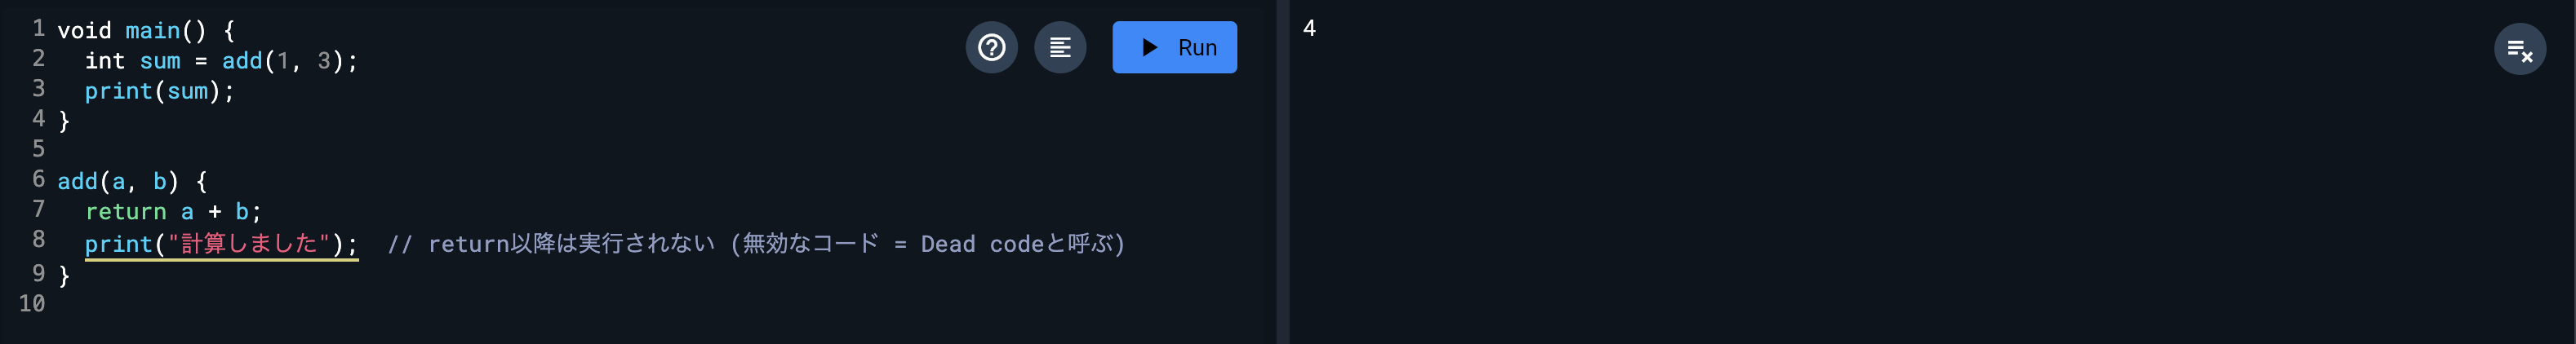 1 void main() {
2   int sum = add(1, 3);
3   print(sum);
4 }
5
6 add(a, b) {
7   return a + b;
8   print("計算しました");  // return以降は実行されない (無効なコード = Dead codeと呼ぶ)
9 }
10
Run
4